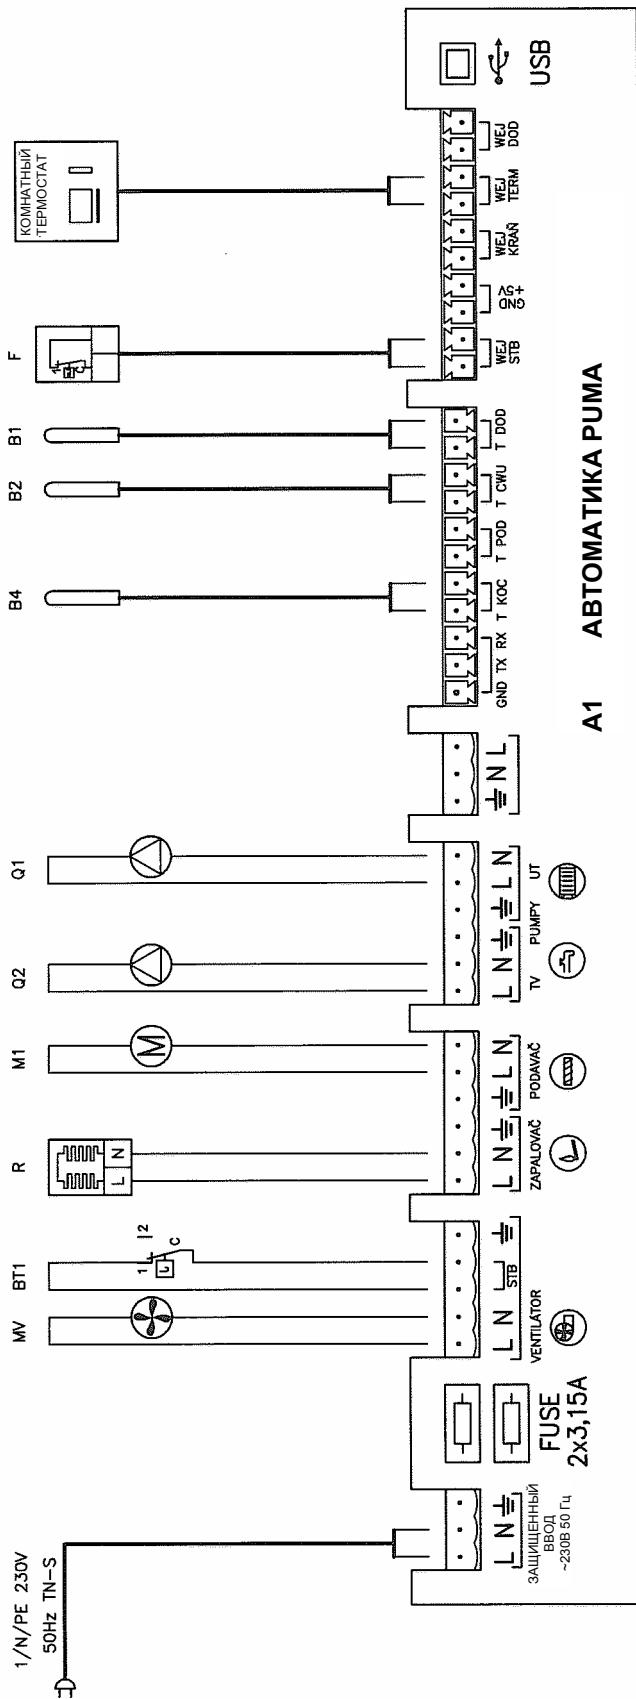 1/N/PE 230V
50Hz TN-S
MV
BT1
R
M1
Q2
Q1
B4
B2
B1
F
КОМНАТНЫЙ
ТЕРМОСТАТ
1 2
C
L N
M
1
C
L N
ЗАЩИЩЕННЫЙ
ВВОД
~230В 50 Гц
FUSE
2x3,15A
L N STB
VENTILÁTOR
L N
ZAPALOVAČ
L N
PODAVAČ
L N
TV PUMPY UT
L N
N L
GND TX RX
T KOC
T POD
T CWU
T DOD
WEJ
STB
GND
+5V
WEJ
KRAŃ
WEJ
TERM
WEJ
DOD
USB
A1 АВТОМАТИКА PUMA